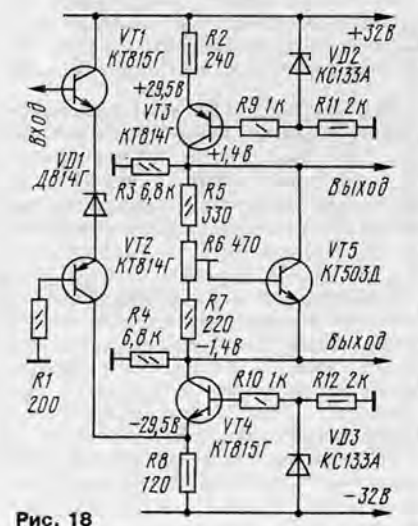 VT1
КТ815Г
R2
240
+32В
VD2
КС133А
+29,5В
VT3
КТ814Г
R9 1к
R11 2к
ВХОД
VD1
Д814Г
+1,4В
Выход
R3 6,8к
R5
330
VT2
КТ814Г
R6 470
VT5
КТ503Д
R4
6,8к
R7
220
-1,4В
Выход
R1
200
R10 1к
R12 2к
-29,5В
VT4
КТ815Г
VD3
КС133А
R8
120
-32В
Рис. 18